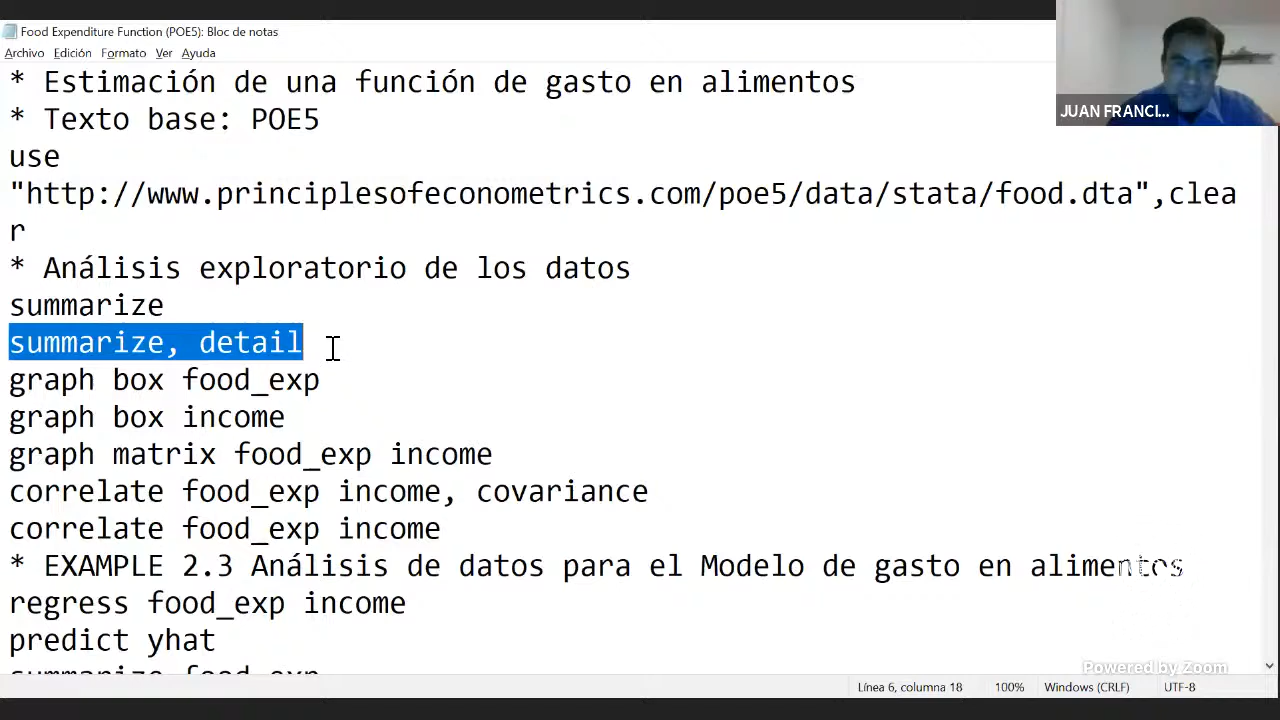 Food Expenditure Function (POE5): Bloc de notas
Archivo Edición Formato Ver Ayuda
* Estimación de una función de gasto en alimentos
* Texto base: POE5
use
"http://www.principlesofeconometrics.com/poe5/data/stata/food.dta",clea
r
* Análisis exploratorio de los datos
summarize
summarize, detail
graph box food_exp
graph box income
graph matrix food_exp income
correlate food_exp income, covariance
correlate food_exp income
* EXAMPLE 2.3 Análisis de datos para el Modelo de gasto en alimentos
regress food_exp income
predict yhat
summarize food_exp
JUAN FRANCI...
Powered by Zoom
Línea 6, columna 18 100% Windows (CRLF) UTF-8